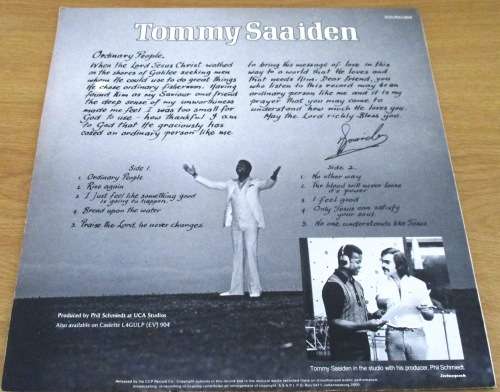 Tommy Saaiden
Ordinary People.
When the Lord Jesus Christ walked
on the shores of Galilee seeking men
whom He could use to do great things
He chose ordinary fishermen. Having
found Him as my Saviour and friend
the deep sense of my unworthiness
made me feel I was too small for
God to use – how thankful I am
to God that He graciously has
called an ordinary person like me
to bring his message of love in this
way to a world that He loves and
that needs Him. Dear friend, you
who listen to this record may be an
ordinary person like me and it is my
prayer that you may come to
understand how much He loves you.
May the Lord richly Bless you.
Side 1.
1. Ordinary People
2. Rise again
3. I just feel like something good
is going to happen.
4. Bread upon the water
5. Praise the Lord, he never changes
Side 2.
1. No other way
2. The blood will never loose
it's power
3. I feel good
4. Only Jesus can satisfy
your soul.
5. No one understands like Jesus
Produced by Phil Schmiedt at UCA Studios
Also available on Cassette L4GULP (EV) 904
Tommy Saaiden in the studio with his producer, Phil Schmiedt.